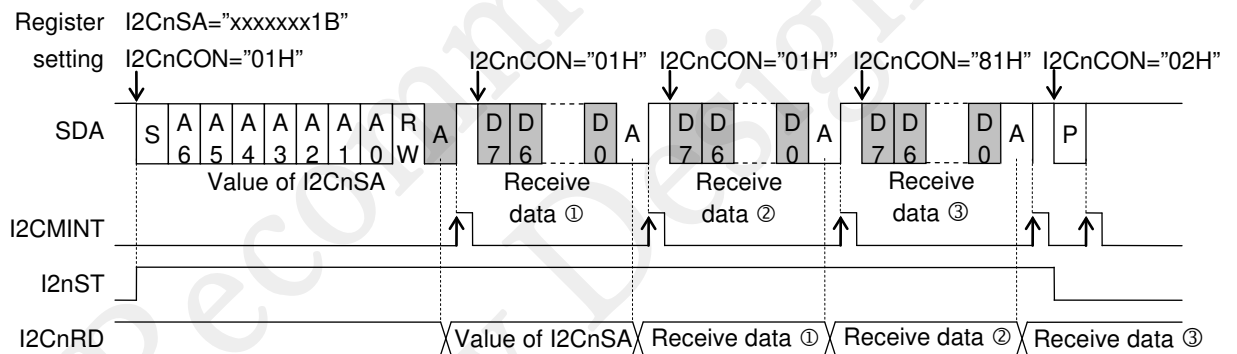 Register I2CnSA="xxxxxxx1B"
setting I2CnCON="01H" I2CnCON="01H" I2CnCON="01H" I2CnCON="81H" I2CnCON="02H"
SDA S A6 A5 A4 A3 A2 A1 A0 RW A D7 D6 D0 A D7 D6 D0 A D7 D6 D0 A P
Value of I2CnSA Receive data ① Receive data ② Receive data ③
I2CMINT
I2nST
I2CnRD Value of I2CnSA Receive data ① Receive data ② Receive data ③